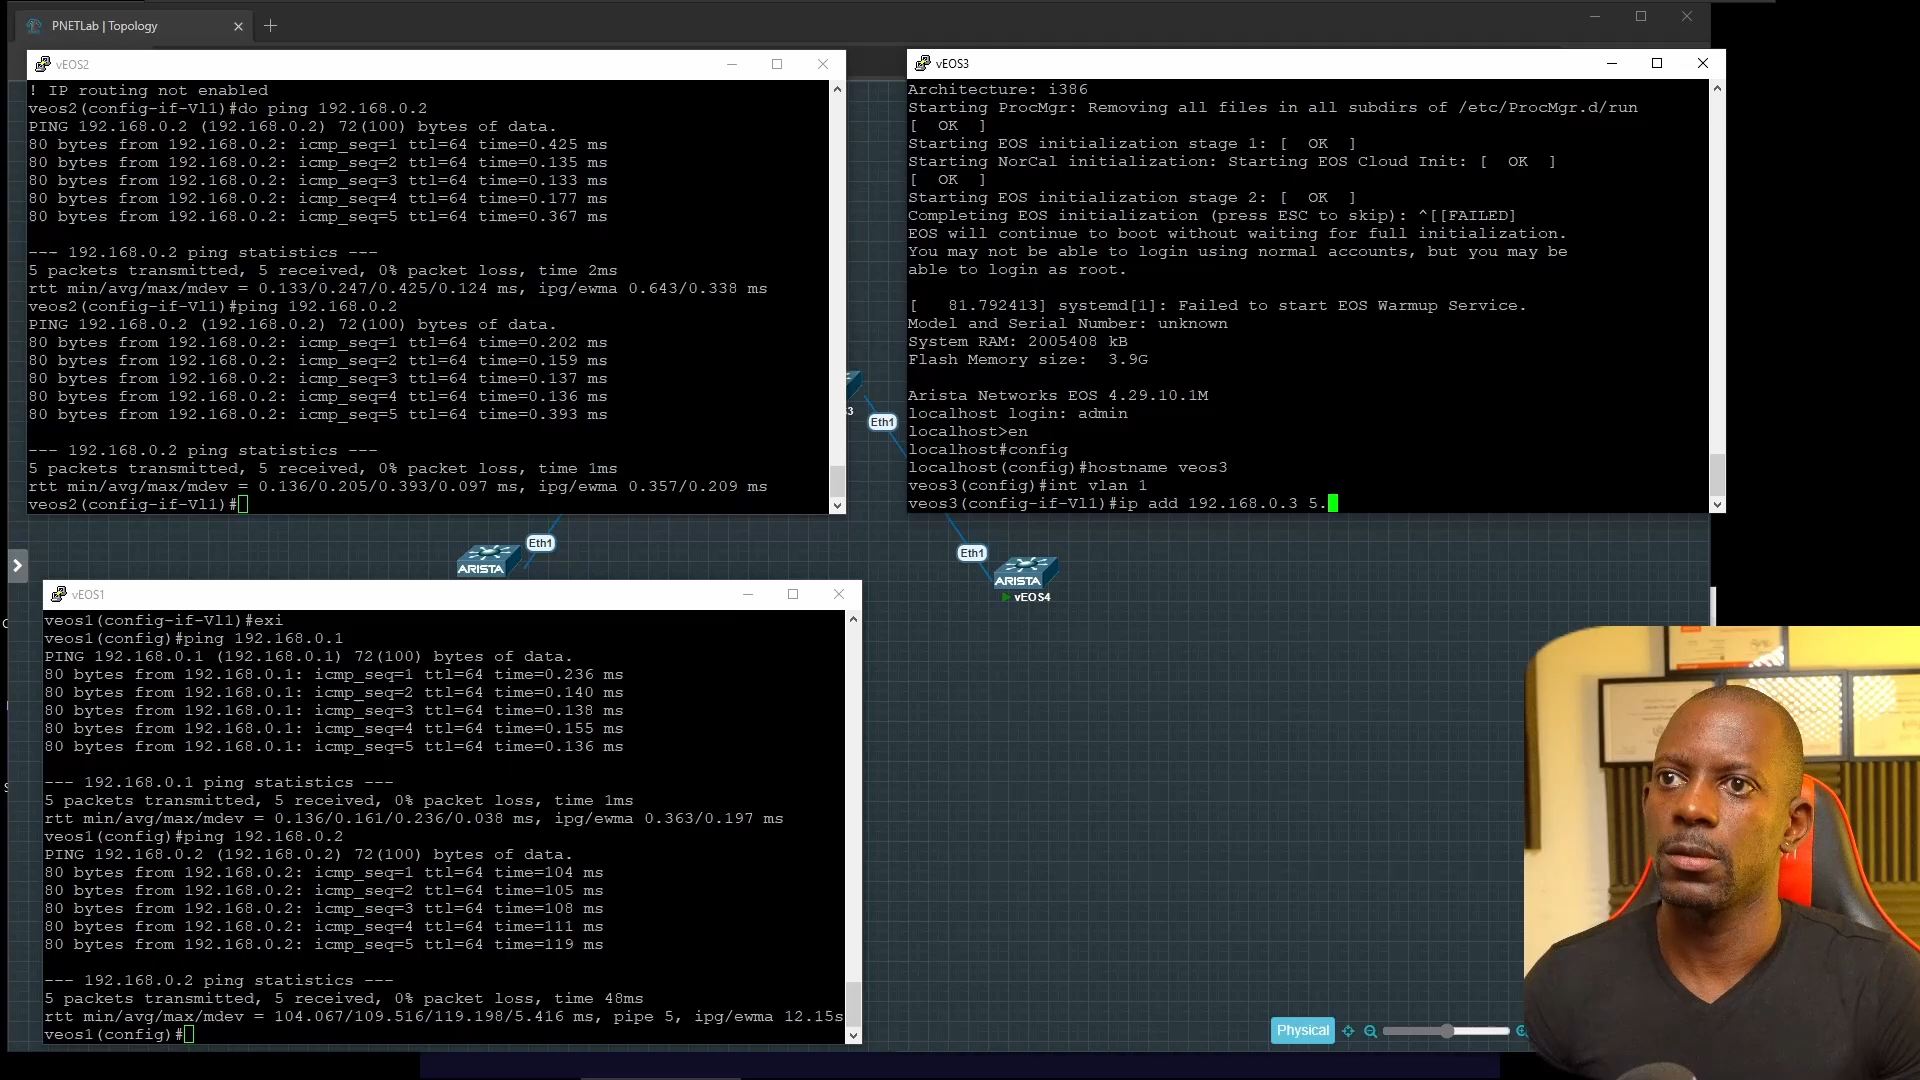 PNETLab | Topology
vEOS2
! IP routing not enabled
veos2(config-if-Vl1)#do ping 192.168.0.2
PING 192.168.0.2 (192.168.0.2) 72(100) bytes of data.
80 bytes from 192.168.0.2: icmp_seq=1 ttl=64 time=0.425 ms
80 bytes from 192.168.0.2: icmp_seq=2 ttl=64 time=0.135 ms
80 bytes from 192.168.0.2: icmp_seq=3 ttl=64 time=0.133 ms
80 bytes from 192.168.0.2: icmp_seq=4 ttl=64 time=0.177 ms
80 bytes from 192.168.0.2: icmp_seq=5 ttl=64 time=0.367 ms
--- 192.168.0.2 ping statistics ---
5 packets transmitted, 5 received, 0% packet loss, time 2ms
rtt min/avg/max/mdev = 0.133/0.247/0.425/0.124 ms, ipg/ewma 0.643/0.338 ms
veos2(config-if-Vl1)#ping 192.168.0.2
PING 192.168.0.2 (192.168.0.2) 72(100) bytes of data.
80 bytes from 192.168.0.2: icmp_seq=1 ttl=64 time=0.202 ms
80 bytes from 192.168.0.2: icmp_seq=2 ttl=64 time=0.159 ms
80 bytes from 192.168.0.2: icmp_seq=3 ttl=64 time=0.137 ms
80 bytes from 192.168.0.2: icmp_seq=4 ttl=64 time=0.136 ms
80 bytes from 192.168.0.2: icmp_seq=5 ttl=64 time=0.393 ms
--- 192.168.0.2 ping statistics ---
5 packets transmitted, 5 received, 0% packet loss, time 1ms
rtt min/avg/max/mdev = 0.136/0.205/0.393/0.097 ms, ipg/ewma 0.357/0.209 ms
veos2(config-if-Vl1)#
vEOS3
Architecture: i386
Starting ProcMgr: Removing all files in all subdirs of /etc/ProcMgr.d/run
[  OK  ]
Starting EOS initialization stage 1: [  OK  ]
Starting NorCal initialization: Starting EOS Cloud Init: [  OK  ]
[  OK  ]
Starting EOS initialization stage 2: [  OK  ]
Completing EOS initialization (press ESC to skip): ^[[FAILED]
EOS will continue to boot without waiting for full initialization.
You may not be able to login using normal accounts, but you may be
able to login as root.
[   81.792413] systemd[1]: Failed to start EOS Warmup Service.
Model and Serial Number: unknown
System RAM: 2005408 kB
Flash Memory size:  3.9G
Arista Networks EOS 4.29.10.1M
localhost login: admin
localhost>en
localhost#config
localhost(config)#hostname veos3
veos3(config)#int vlan 1
veos3(config-if-Vl1)#ip add 192.168.0.3 5.
3
Eth1
Eth1
ARISTA
Eth1
ARISTA
vEOS4
vEOS1
veos1(config-if-Vl1)#exi
veos1(config)#ping 192.168.0.1
PING 192.168.0.1 (192.168.0.1) 72(100) bytes of data.
80 bytes from 192.168.0.1: icmp_seq=1 ttl=64 time=0.236 ms
80 bytes from 192.168.0.1: icmp_seq=2 ttl=64 time=0.140 ms
80 bytes from 192.168.0.1: icmp_seq=3 ttl=64 time=0.138 ms
80 bytes from 192.168.0.1: icmp_seq=4 ttl=64 time=0.155 ms
80 bytes from 192.168.0.1: icmp_seq=5 ttl=64 time=0.136 ms
--- 192.168.0.1 ping statistics ---
5 packets transmitted, 5 received, 0% packet loss, time 1ms
rtt min/avg/max/mdev = 0.136/0.161/0.236/0.038 ms, ipg/ewma 0.363/0.197 ms
veos1(config)#ping 192.168.0.2
PING 192.168.0.2 (192.168.0.2) 72(100) bytes of data.
80 bytes from 192.168.0.2: icmp_seq=1 ttl=64 time=104 ms
80 bytes from 192.168.0.2: icmp_seq=2 ttl=64 time=105 ms
80 bytes from 192.168.0.2: icmp_seq=3 ttl=64 time=108 ms
80 bytes from 192.168.0.2: icmp_seq=4 ttl=64 time=111 ms
80 bytes from 192.168.0.2: icmp_seq=5 ttl=64 time=119 ms
--- 192.168.0.2 ping statistics ---
5 packets transmitted, 5 received, 0% packet loss, time 48ms
rtt min/avg/max/mdev = 104.067/109.516/119.198/5.416 ms, pipe 5, ipg/ewma 12.15s
veos1(config)#
Physical